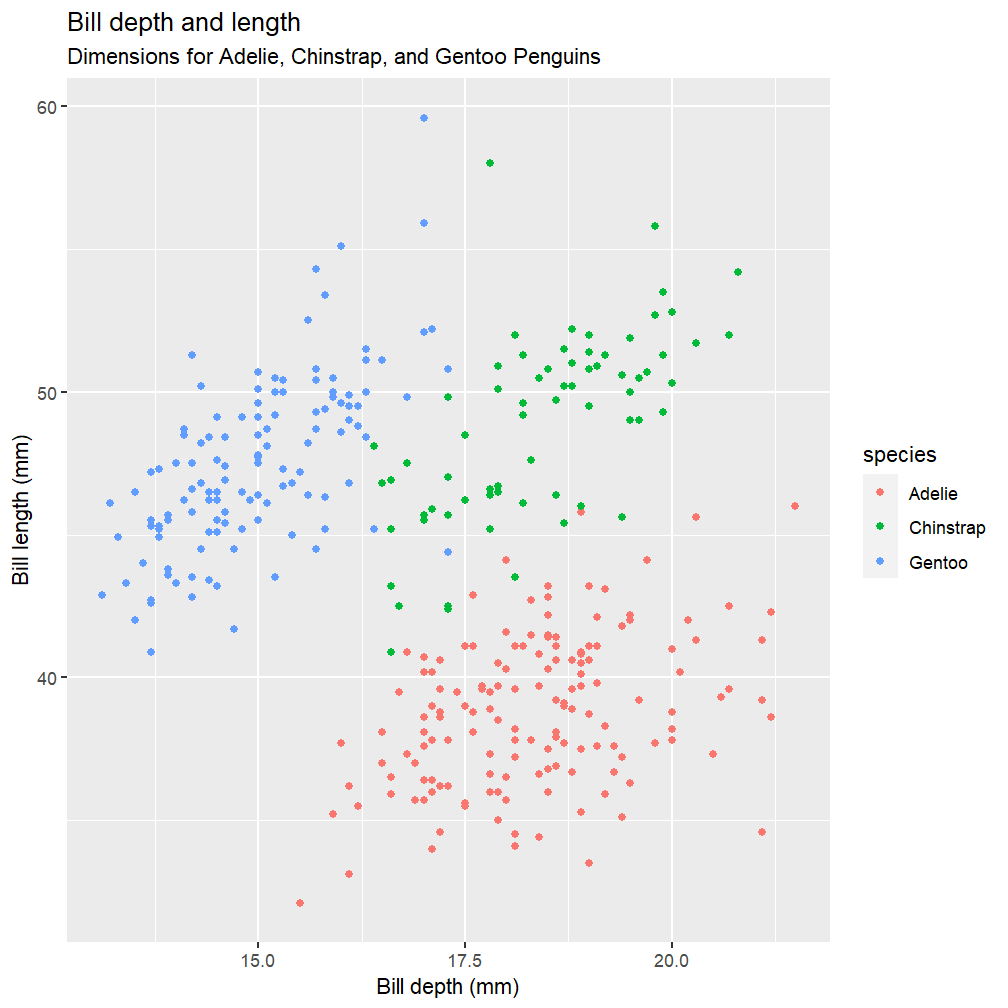 Bill depth and length
Dimensions for Adelie, Chinstrap, and Gentoo Penguins
60
50
40
Bill length (mm)
15.0
17.5
20.0
Bill depth (mm)
species
Adelie
Chinstrap
Gentoo